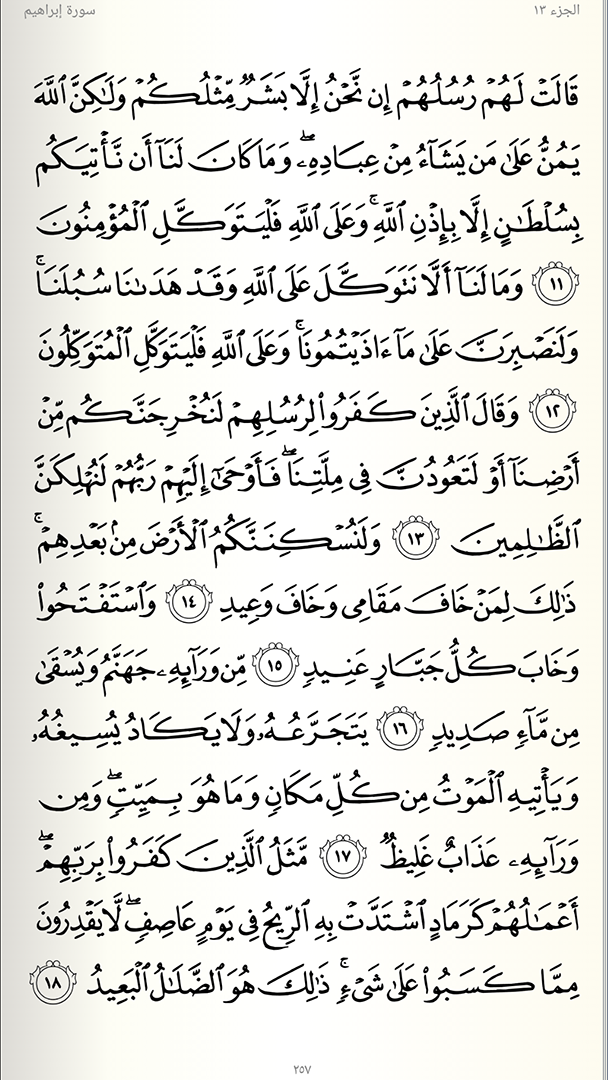 الجزء ١٣
سورة إبراهيم
قَالَتْ لَهُمْ رُسُلُهُمْ إِن نَّحْنُ إِلَّا بَشَرٌ مِّثْلُكُمْ وَلَٰكِنَّ ٱللَّهَ
يَمُنُّ عَلَىٰ مَن يَشَآءُ مِنْ عِبَادِهِۦ ۖ وَمَا كَانَ لَنَآ أَن نَّأْتِيَكُم
بِسُلْطَٰنٍ إِلَّا بِإِذْنِ ٱللَّهِ ۚ وَعَلَى ٱللَّهِ فَلْيَتَوَكَّلِ ٱلْمُؤْمِنُونَ
١١ وَمَا لَنَآ أَلَّا نَتَوَكَّلَ عَلَى ٱللَّهِ وَقَدْ هَدَىٰنَا سُبُلَنَا ۚ
وَلَنَصْبِرَنَّ عَلَىٰ مَآ ءَاذَيْتُمُونَا ۚ وَعَلَى ٱللَّهِ فَلْيَتَوَكَّلِ ٱلْمُتَوَكِّلُونَ
١٢ وَقَالَ ٱلَّذِينَ كَفَرُوا۟ لِرُسُلِهِمْ لَنُخْرِجَنَّكُم مِّنْ
أَرْضِنَآ أَوْ لَتَعُودُنَّ فِى مِلَّتِنَا ۖ فَأَوْحَىٰٓ إِلَيْهِمْ رَبُّهُمْ لَنُهْلِكَنَّ
ٱلظَّٰلِمِينَ ١٣ وَلَنُسْكِنَنَّكُمُ ٱلْأَرْضَ مِنۢ بَعْدِهِمْ ۚ
ذَٰلِكَ لِمَنْ خَافَ مَقَامِى وَخَافَ وَعِيدِ ١٤ وَٱسْتَفْتَحُوا۟
وَخَابَ كُلُّ جَبَّارٍ عَنِيدٍ ١٥ مِّن وَرَآئِهِۦ جَهَنَّمُ وَيُسْقَىٰ
مِن مَّآءٍ صَدِيدٍ ١٦ يَتَجَرَّعُهُۥ وَلَا يَكَادُ يُسِيغُهُۥ
وَيَأْتِيهِ ٱلْمَوْتُ مِن كُلِّ مَكَانٍ وَمَا هُوَ بِمَيِّتٍ ۖ وَمِن
وَرَآئِهِۦ عَذَابٌ غَلِيظٌ ١٧ مَّثَلُ ٱلَّذِينَ كَفَرُوا۟ بِرَبِّهِمْ ۖ
أَعْمَٰلُهُمْ كَرَمَادٍ ٱشْتَدَّتْ بِهِ ٱلرِّيحُ فِى يَوْمٍ عَاصِفٍ ۖ لَّا يَقْدِرُونَ
مِمَّا كَسَبُوا۟ عَلَىٰ شَىْءٍ ۚ ذَٰلِكَ هُوَ ٱلضَّلَٰلُ ٱلْبَعِيدُ ١٨
٢٥٧